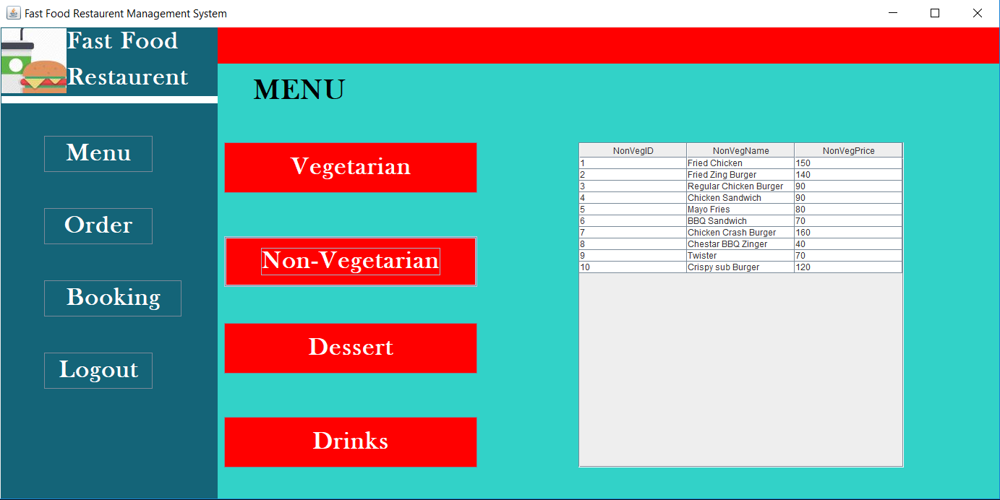 Fast Food Restaurent Management System
Fast Food
Restaurent
MENU
Menu
Order
Booking
Logout
Vegetarian
Non-Vegetarian
Dessert
Drinks
NonVegID NonVegName NonVegPrice
1 Fried Chicken 150
2 Fried Zing Burger 140
3 Regular Chicken Burger 90
4 Chicken Sandwich 90
5 Mayo Fries 80
6 BBQ Sandwich 70
7 Chicken Crash Burger 160
8 Chestar BBQ Zinger 40
9 Twister 70
10 Crispy sub Burger 120